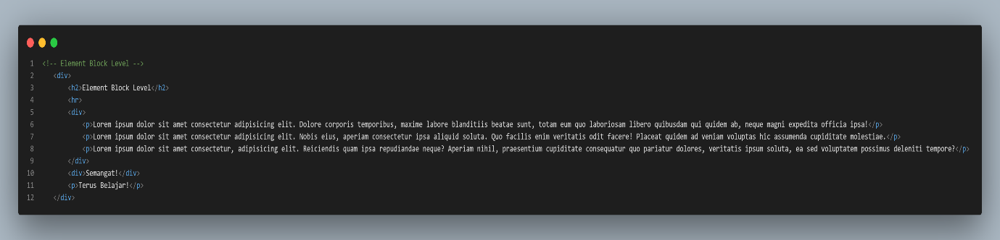 1 <!-- Element Block Level -->
2 <div>
3 <h2>Element Block Level</h2>
4 <hr>
5 <div>
6 <p>Lorem ipsum dolor sit amet consectetur adipisicing elit. Dolore corporis temporibus, maxime labore blanditiis beatae sunt, totam eum quo laboriosam libero quibusdam qui quidem ab, neque magni expedita officia ipsa!</p>
7 <p>Lorem ipsum dolor sit amet consectetur adipisicing elit. Nobis eius, aperiam consectetur ipsa aliquid soluta. Quo facilis enim veritatis odit facere! Placeat quidem ad veniam voluptas hic assumenda cupiditate molestiae.</p>
8 <p>Lorem ipsum dolor sit amet consectetur, adipisicing elit. Reiciendis quam ipsa repudiandae neque? Aperiam nihil, praesentium cupiditate consequatur quo pariatur dolores, veritatis ipsum soluta, ea sed voluptatem possimus deleniti tempore?</p>
9 </div>
10 <div>Semangat!</div>
11 <p>Terus Belajar!</p>
12 </div>